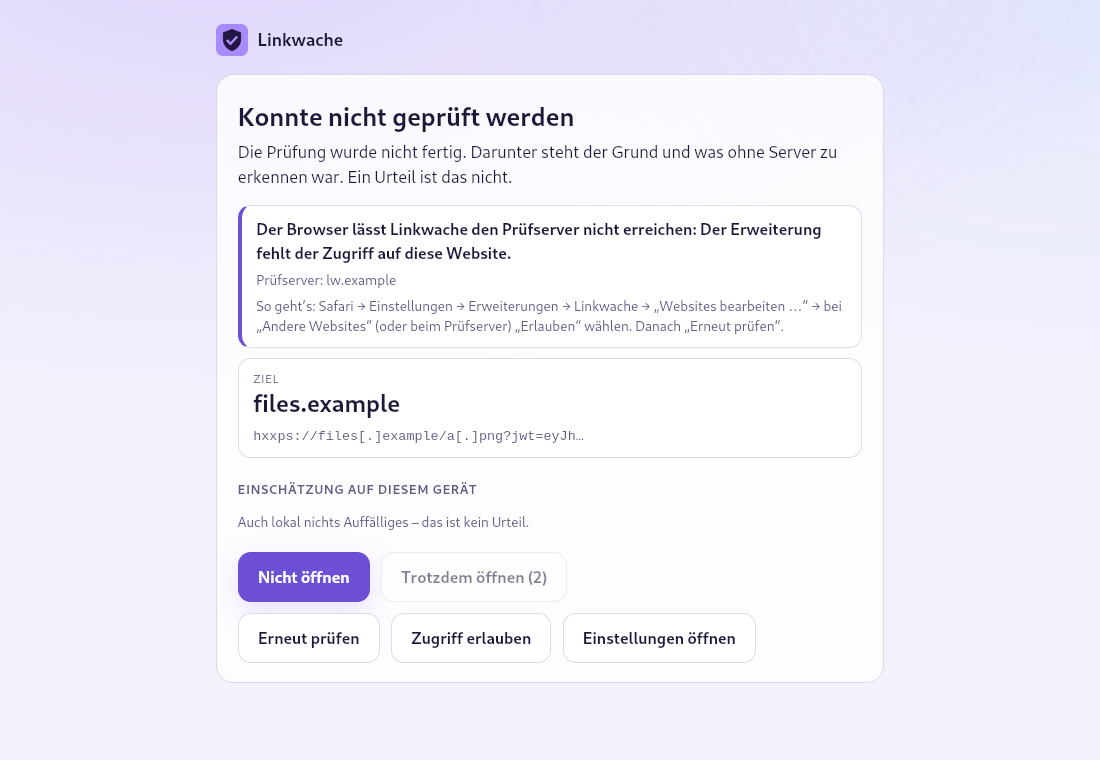 Linkwache
Konnte nicht geprüft werden
Die Prüfung wurde nicht fertig. Darunter steht der Grund und was ohne Server zu
erkennen war. Ein Urteil ist das nicht.
Der Browser lässt Linkwache den Prüfserver nicht erreichen: Der Erweiterung
fehlt der Zugriff auf diese Website.
Prüfserver: lw.example
So geht’s: Safari → Einstellungen → Erweiterungen → Linkwache → „Websites bearbeiten …“ → bei
„Andere Websites“ (oder beim Prüfserver) „Erlauben“ wählen. Danach „Erneut prüfen“.
ZIEL
files.example
hxxps://files[.]example/a[.]png?jwt=eyJh…
EINSCHÄTZUNG AUF DIESEM GERÄT
Auch lokal nichts Auffälliges – das ist kein Urteil.
Nicht öffnen
Trotzdem öffnen (2)
Erneut prüfen
Zugriff erlauben
Einstellungen öffnen